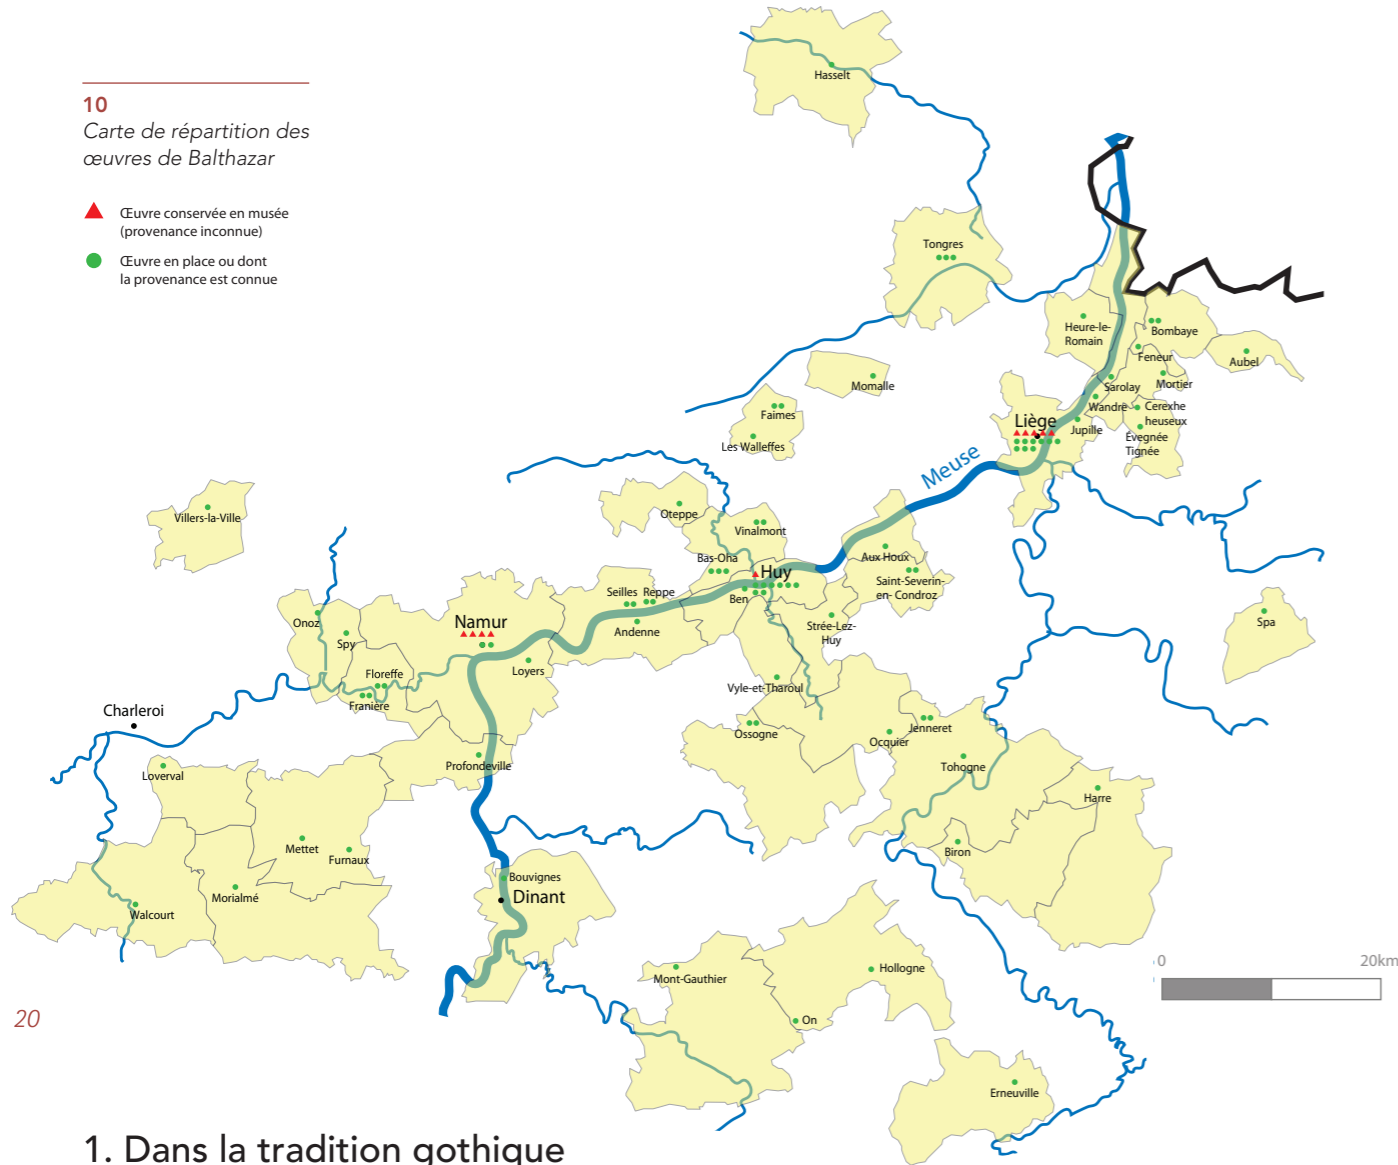 10
Carte de répartition des
œuvres de Balthazar
Œuvre conservée en musée
(provenance inconnue)
Œuvre en place ou dont
la provenance est connue
Hasselt
Tongres
Heure-le-
Romain
Bombaye
Feneur
Aubel
Momalle
Sarolay
Mortier
Faimes
Wandre
Cerexhe
heuseux
Liège
Jupille
Évegnée
Tignée
Les Walleffes
Meuse
Villers-la-Ville
Oteppe
Vinalmont
Bas-Oha
Aux Houx
Huy
Saint-Severin-
en- Condroz
Seilles
Reppe
Ben
Onoz
Namur
Andenne
Strée-Lez-
Huy
Spa
Spy
Floreffe
Loyers
Franière
Vyle-et-Tharoul
Charleroi
Ossogne
Jenneret
Ocquier
Profondeville
Tohogne
Loverval
Harre
Mettet
Furnaux
Biron
Bouvignes
Dinant
Morialmé
Walcourt
Mont-Gauthier
Hollogne
0
20km
On
20
Erneuville
1. Dans la tradition gothique